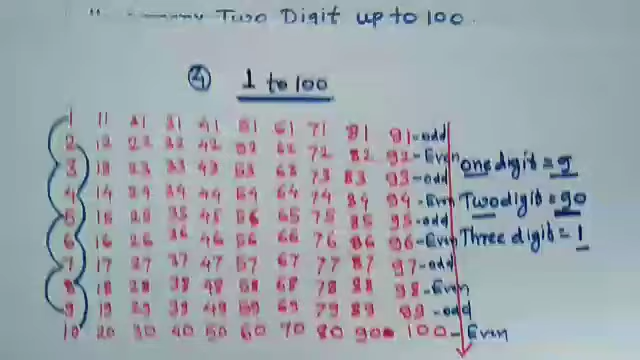 Two Digit up to 100.
④ 1 to 100
1 11 21 31 41 51 61 71 81 91-odd
2 12 22 32 42 52 62 72 82 92-Even
3 13 23 33 43 53 63 73 83 93-odd
4 14 24 34 44 54 64 74 84 94-Even
5 15 25 35 45 55 65 75 85 95-odd
6 16 26 36 46 56 66 76 86 96-Even
7 17 27 37 47 57 67 77 87 97-odd
8 18 28 38 48 58 68 78 88 98-Even
9 19 29 39 49 59 69 79 89 99-odd
10 20 30 40 50 60 70 80 90 100-Even
one digit = 9
Two digit = 90
Three digit = 1